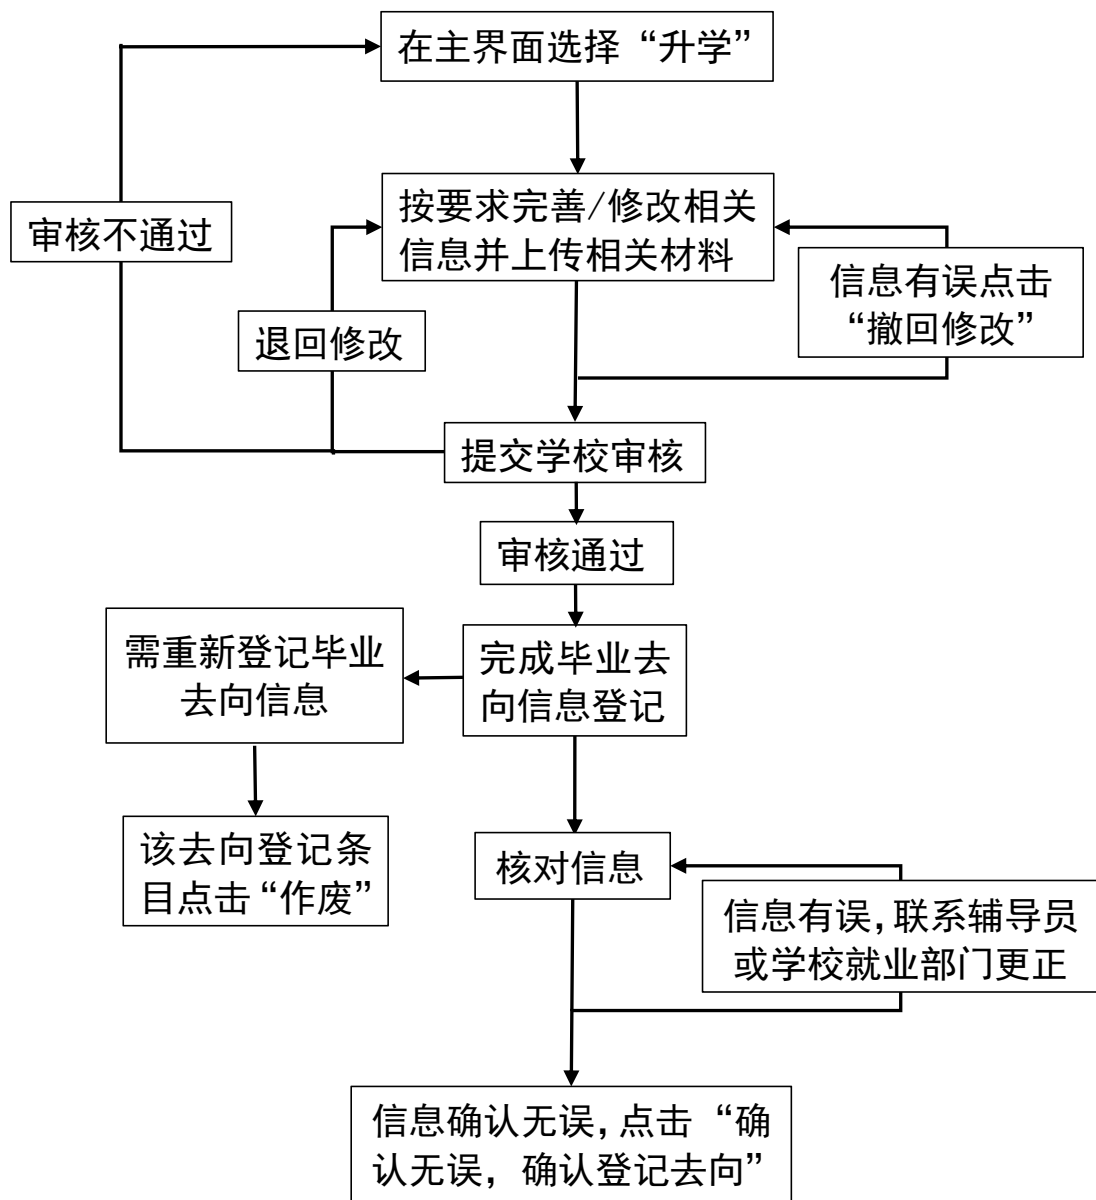 在主界面选择“升学”
审核不通过
按要求完善/修改相关
信息并上传相关材料
信息有误点击
“撤回修改”
退回修改
提交学校审核
审核通过
需重新登记毕业
去向信息
完成毕业去
向信息登记
该去向登记条
目点击“作废”
核对信息
信息有误，联系辅导员
或学校就业部门更正
信息确认无误，点击“确
认无误，确认登记去向”